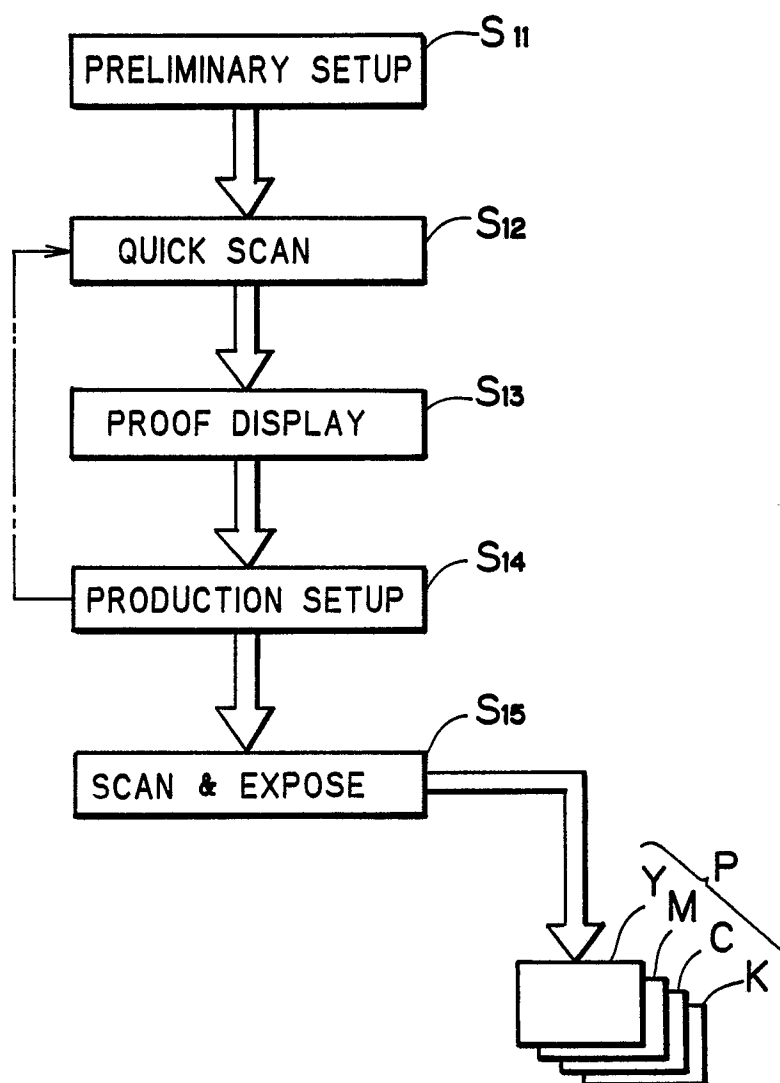 S11
PRELIMINARY SETUP
S12
QUICK SCAN
S13
PROOF DISPLAY
S14
PRODUCTION SETUP
S15
SCAN & EXPOSE
P
Y
M
C
K